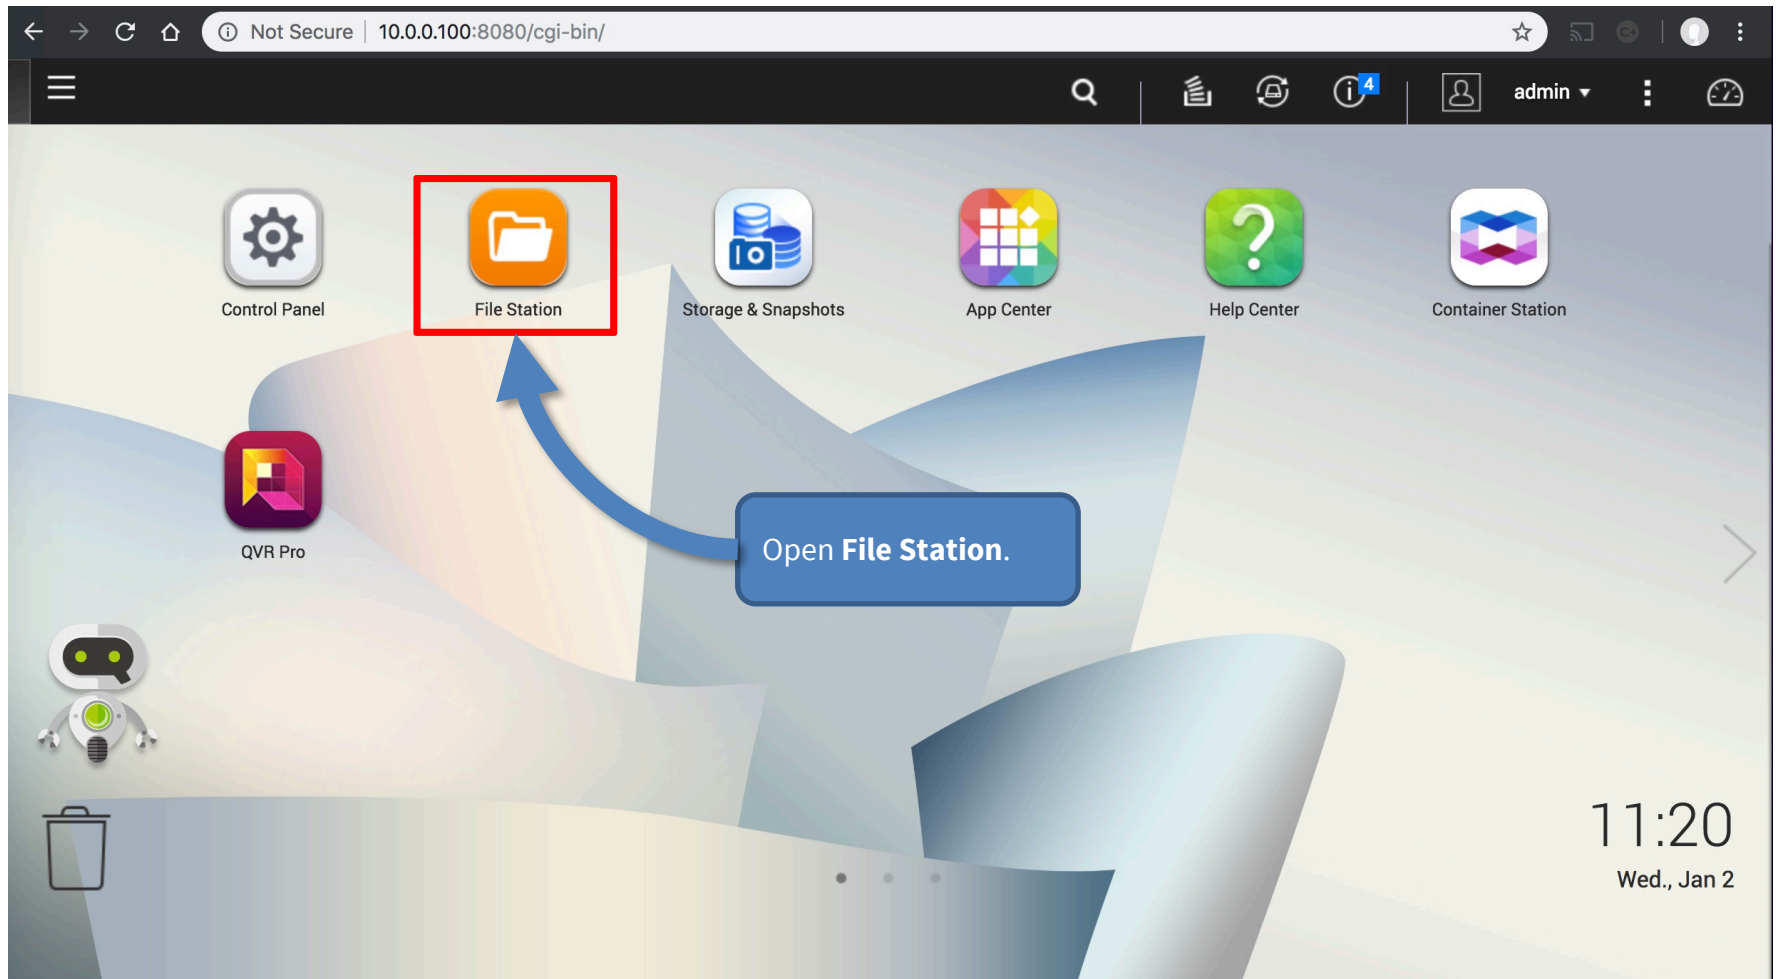 Not Secure | 10.0.0.100:8080/cgi-bin/
4
admin
Control Panel
File Station
Storage & Snapshots
App Center
Help Center
Container Station
QVR Pro
Open File Station.
11:20
Wed., Jan 2